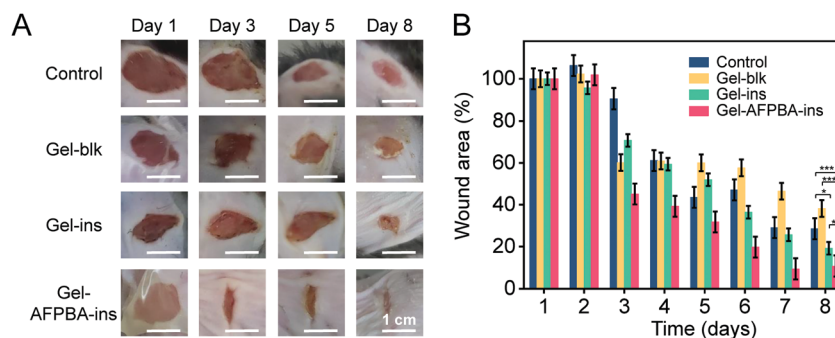 A
Day 1 Day 3 Day 5 Day 8
Control
Gel-blk
Gel-ins
Gel-
AFPBA-ins
1 cm
B
Wound area (%)
100
80
60
40
20
0
Control
Gel-blk
Gel-ins
Gel-AFPBA-ins
***
***
*
*
1 2 3 4 5 6 7 8
Time (days)